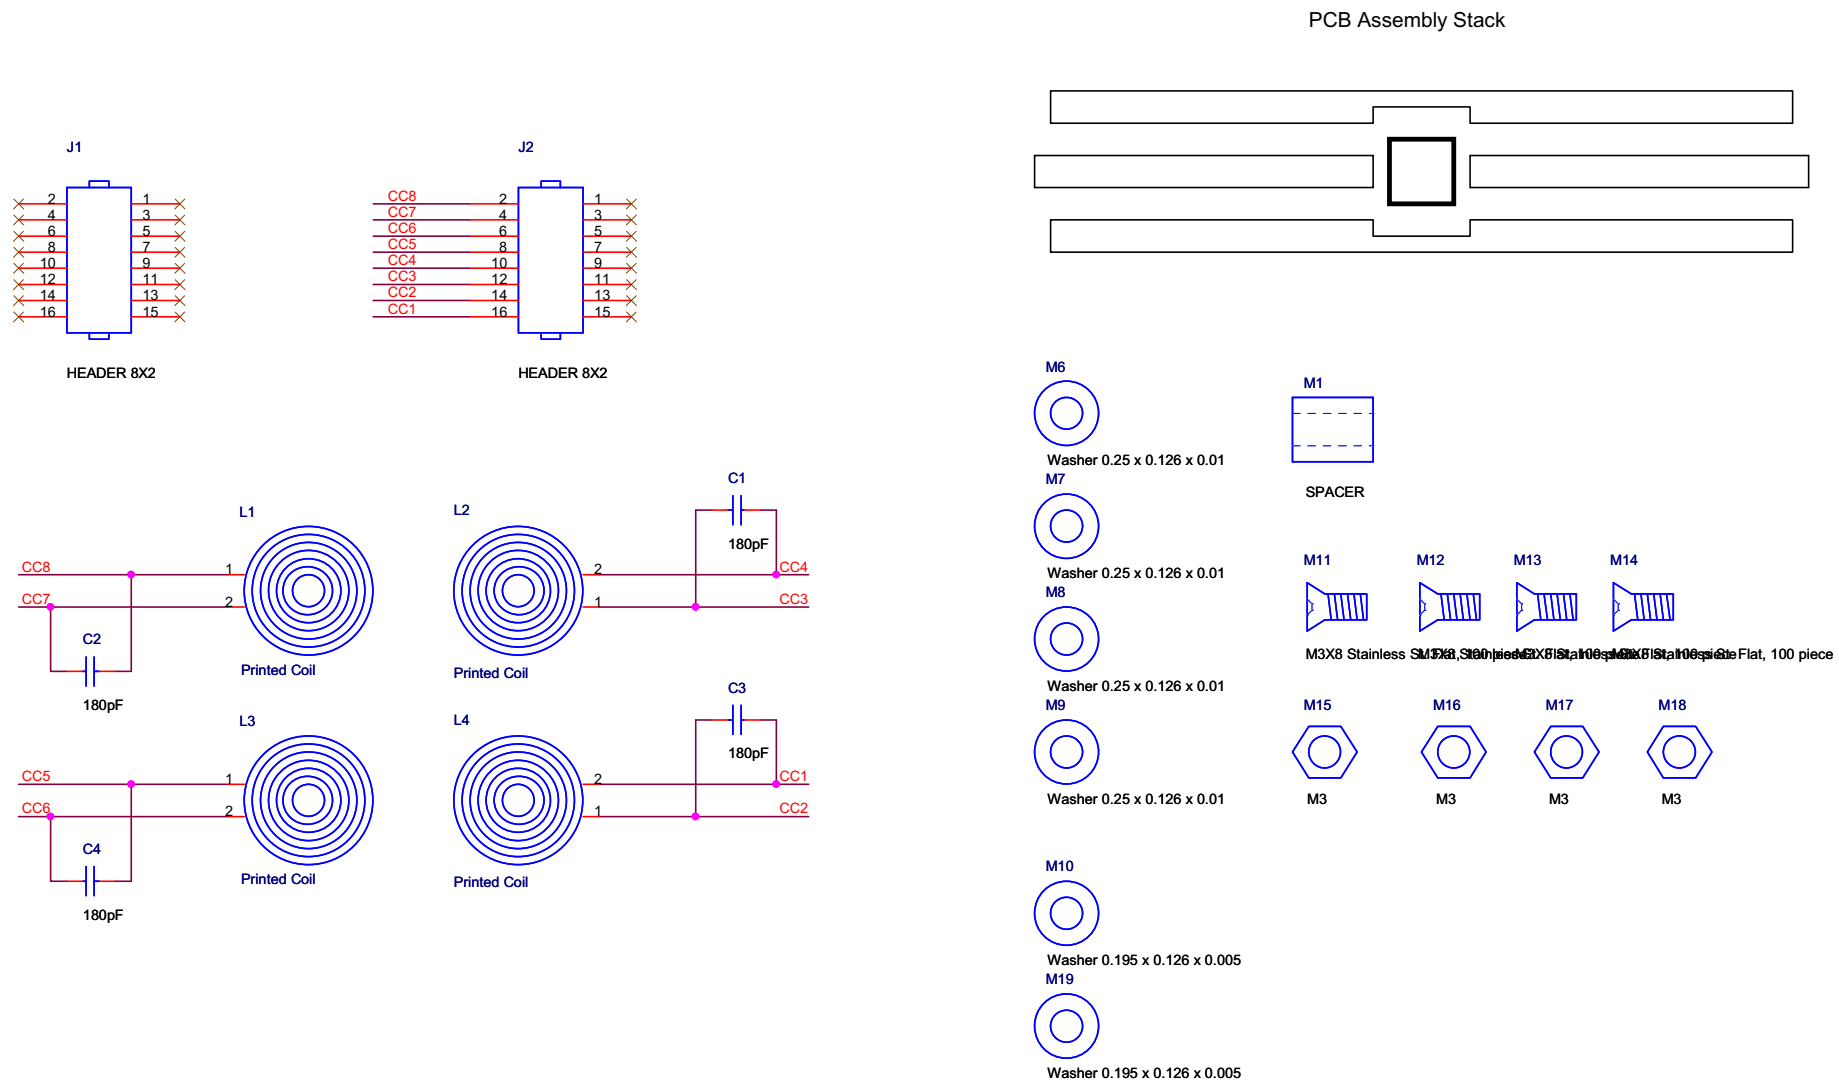 PCB Assembly Stack
J1
2 1
4 3
6 5
8 7
10 9
12 11
14 13
16 15
HEADER 8X2
J2
CC8 2 1
CC7 4 3
CC6 6 5
CC5 8 7
CC4 10 9
CC3 12 11
CC2 14 13
CC1 16 15
HEADER 8X2
L1
CC8 1
CC7 2
C2
180pF
Printed Coil
L2
C1
180pF
2 CC4
1 CC3
Printed Coil
L3
CC5 1
CC6 2
C4
180pF
Printed Coil
L4
C3
180pF
2 CC1
1 CC2
Printed Coil
M6
Washer 0.25 x 0.126 x 0.01
M7
Washer 0.25 x 0.126 x 0.01
M8
Washer 0.25 x 0.126 x 0.01
M9
Washer 0.25 x 0.126 x 0.01
M10
Washer 0.195 x 0.126 x 0.005
M19
Washer 0.195 x 0.126 x 0.005
M1
SPACER
M11 M12 M13 M14
M3X8 Stainless Flat, 100 piece
M15 M16 M17 M18
M3 M3 M3 M3